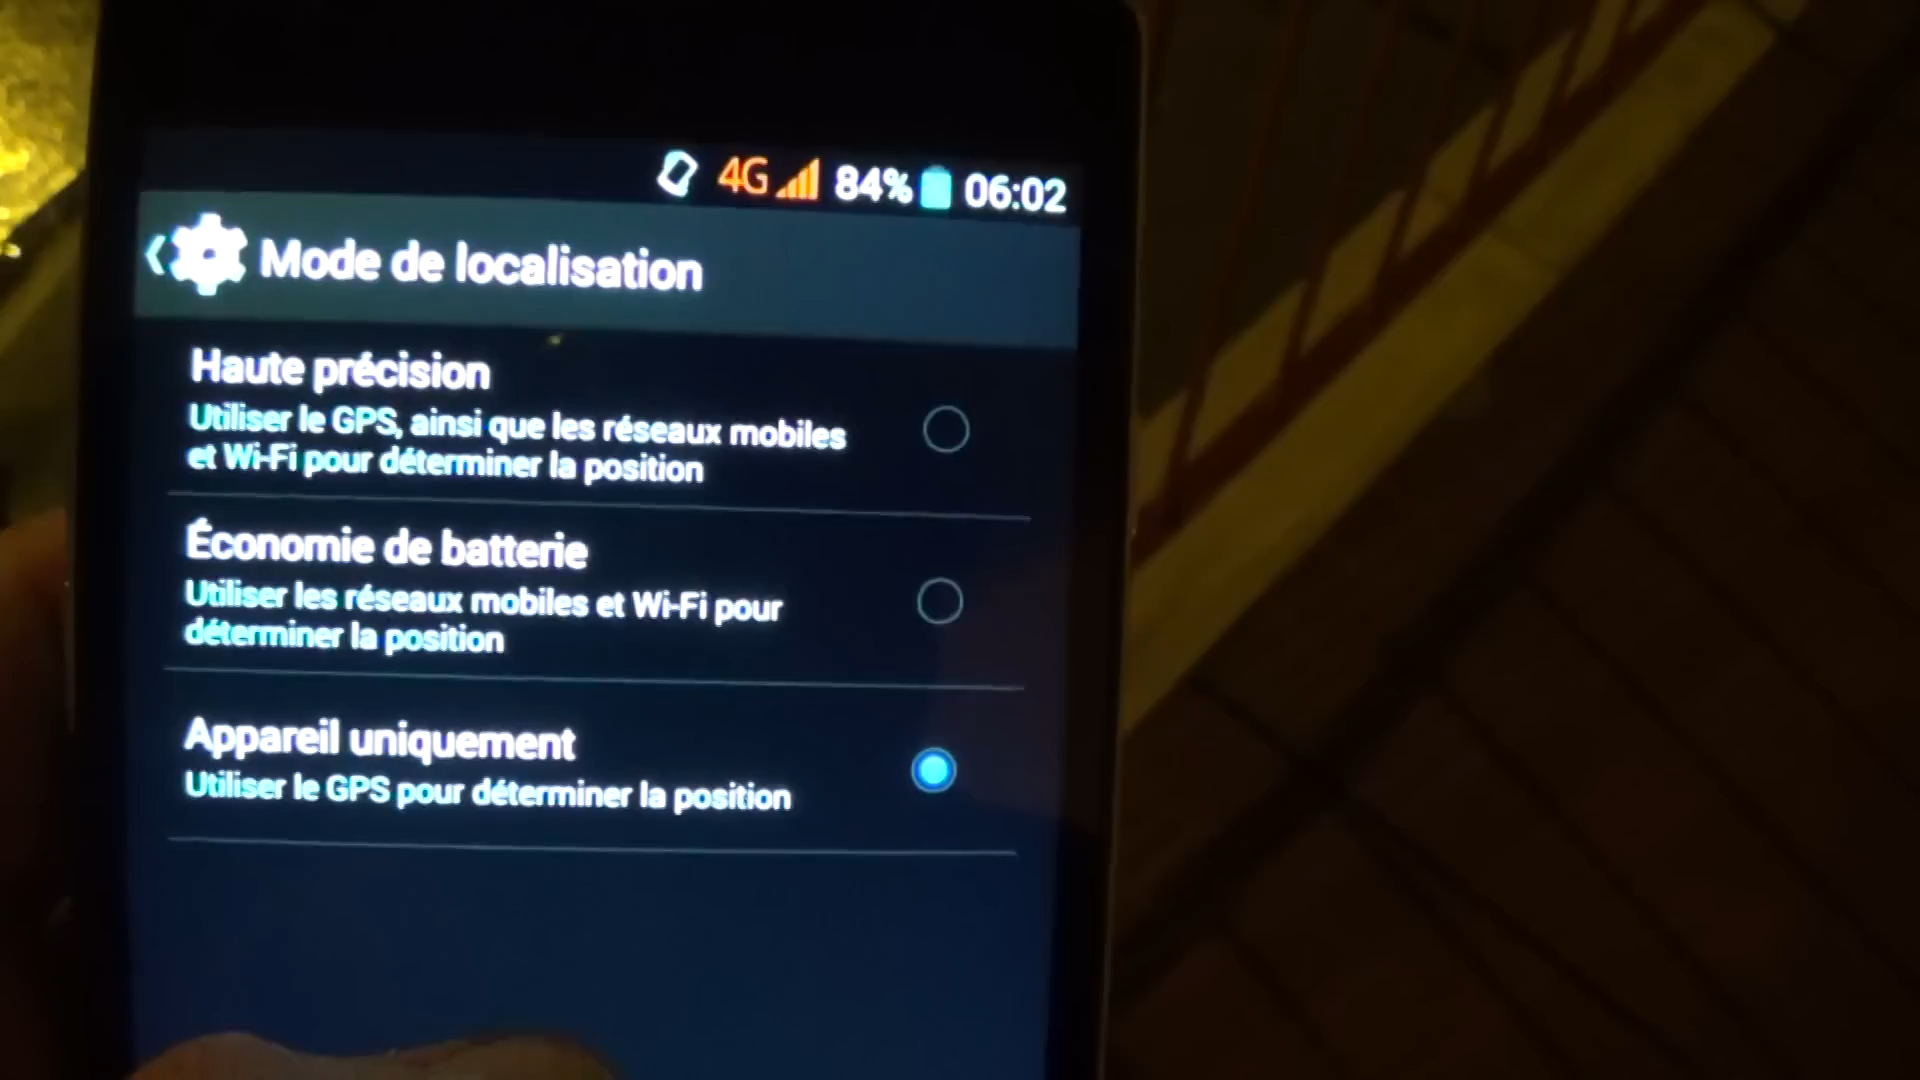 4G 84% 06:02
Mode de localisation
Haute précision
Utiliser le GPS, ainsi que les réseaux mobiles
et Wi-Fi pour déterminer la position
Économie de batterie
Utiliser les réseaux mobiles et Wi-Fi pour
déterminer la position
Appareil uniquement
Utiliser le GPS pour déterminer la position